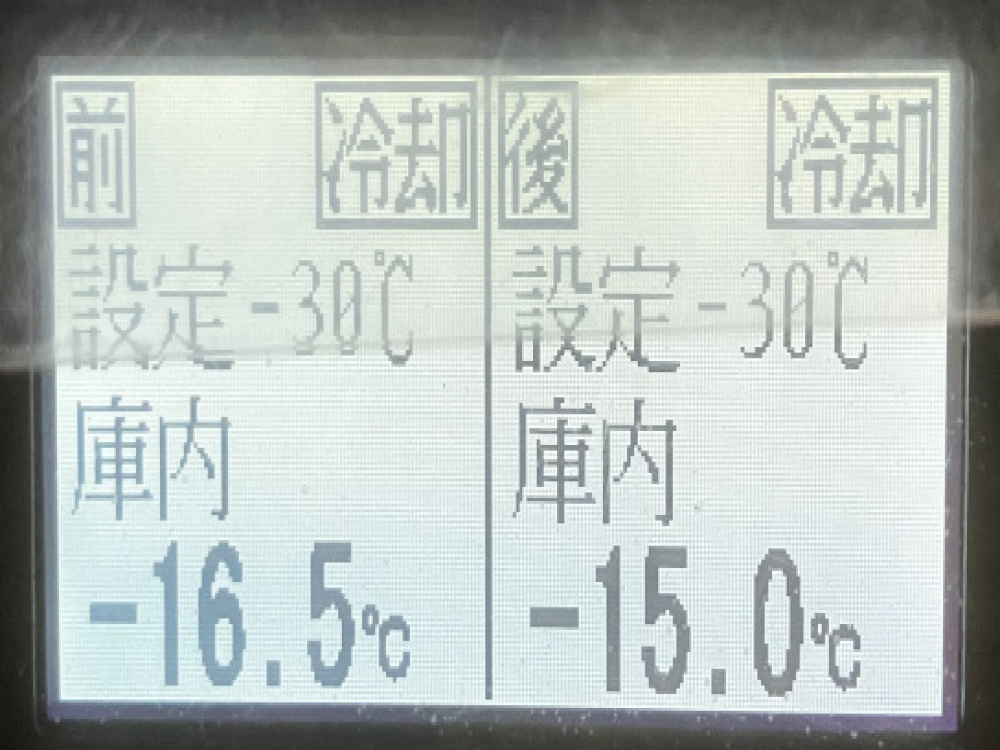 前 冷却
設定 -30℃
庫内
-16.5℃
後 冷却
設定 -30℃
庫内
-15.0℃